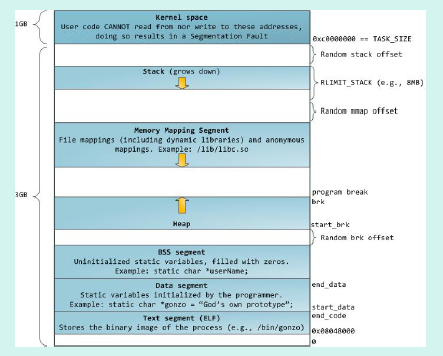 1GB
Kernel space
User code CANNOT read from nor write to these addresses,
doing so results in a Segmentation Fault
0xc0000000 == TASK_SIZE
Random stack offset
Stack (grows down)
RLIMIT_STACK (e.g., 8MB)
Random mmap offset
Memory Mapping Segment
File mappings (including dynamic libraries) and anonymous
mappings. Example: /lib/libc.so
3GB
program break
brk
Heap
start_brk
Random brk offset
BSS segment
Uninitialized static variables, filled with zeros.
Example: static char *userName;
Data segment
Static variables initialized by the programmer.
Example: static char *gonzo = "God's own prototype";
end_data
start_data
end_code
Text segment (ELF)
Stores the binary image of the process (e.g., /bin/gonzo)
0x08048000
0